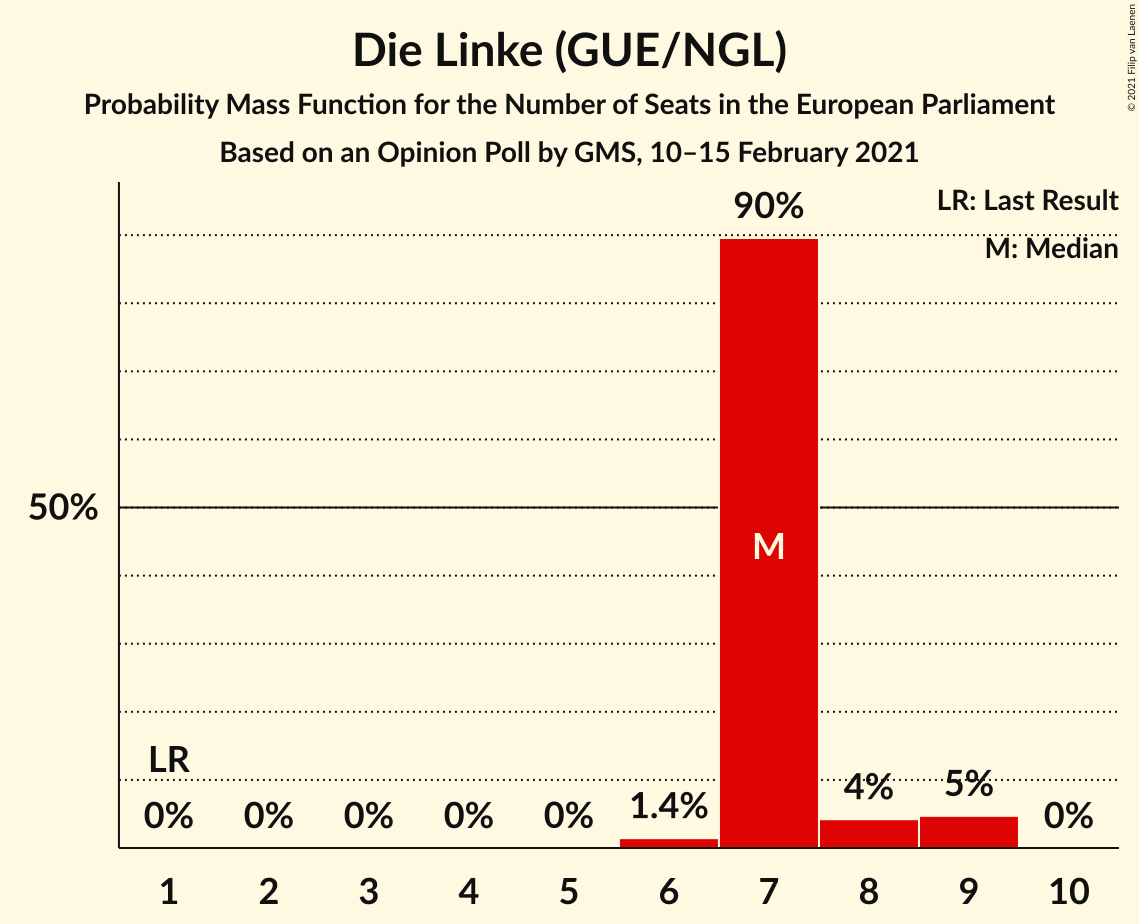 Die Linke (GUE/NGL)
Probability Mass Function for the Number of Seats in the European Parliament
Based on an Opinion Poll by GMS, 10–15 February 2021
© 2021 Filip van Laenen
LR: Last Result
M: Median
90%
50%
M
LR
0%
0%
0%
0%
0%
1.4%
4%
5%
0%
1
2
3
4
5
6
7
8
9
10